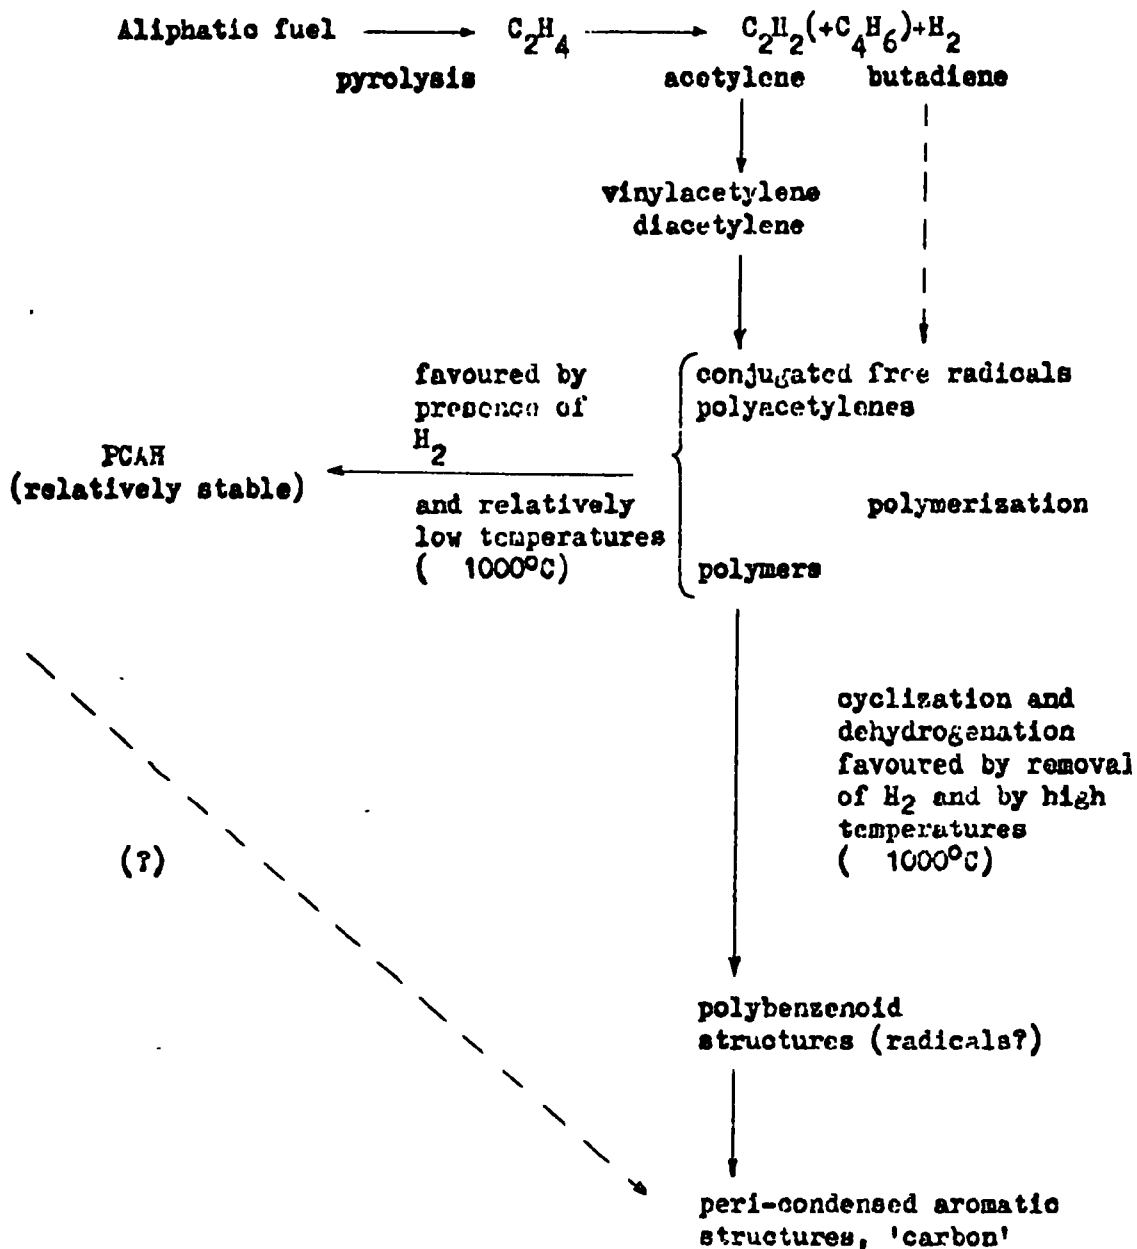 Aliphatic fuel C2H4 C2H2(+C4H6)+H2
pyrolysis acetylene butadiene
vinylacetylene
diacetylene
favoured by
presence of
H2
and relatively
low temperatures
( 1000°C)
PCAH
(relatively stable)
conjugated free radicals
polyacetylenes
polymerization
polymers
cyclization and
dehydrogenation
favoured by removal
of H2 and by high
temperatures
( 1000°C)
(?)
polybenzenoid
structures (radicals?)
peri-condensed aromatic
structures, 'carbon'